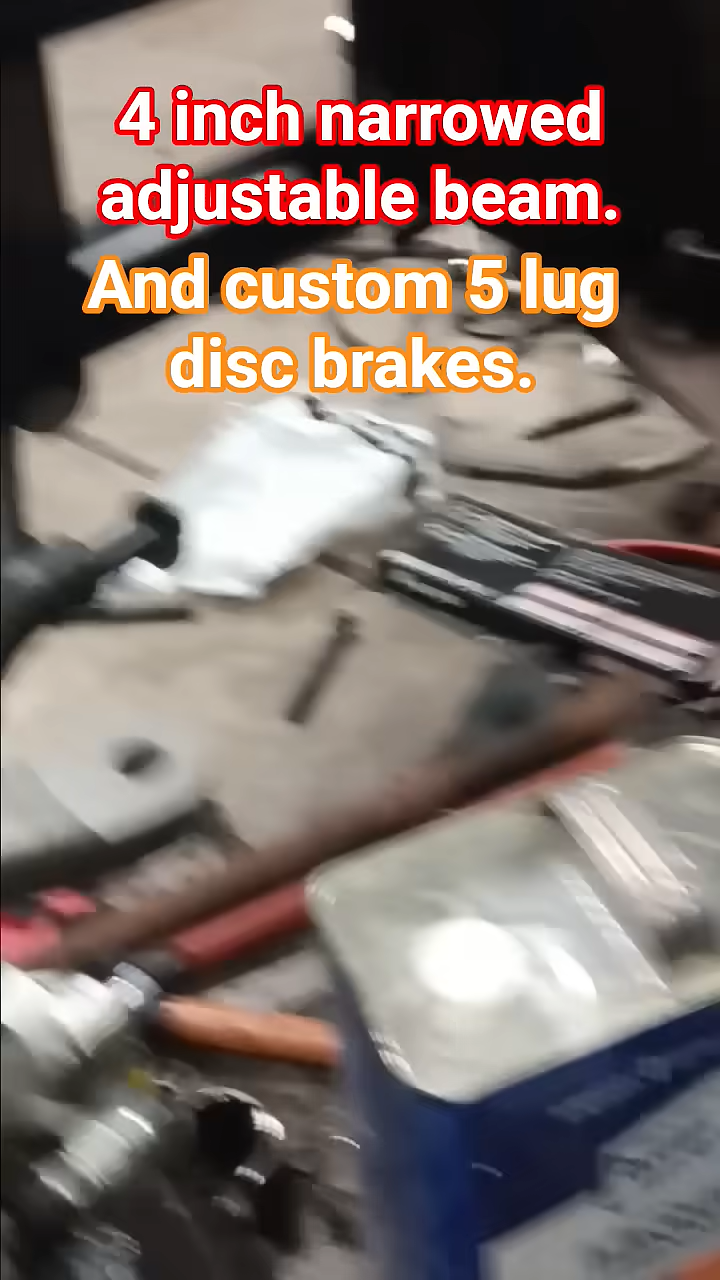 4 inch narrowed
adjustable beam.
And custom 5 lug
disc brakes.